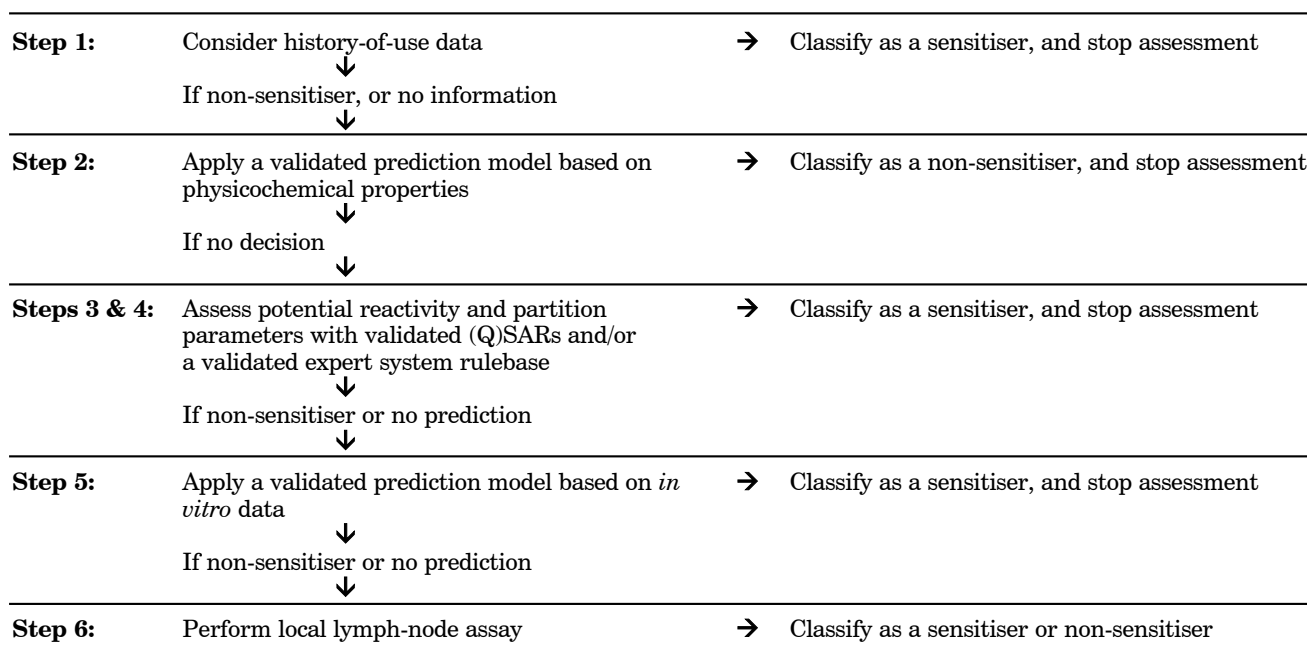 Step 1: Consider history-of-use data → Classify as a sensitiser, and stop assessment
↓
If non-sensitiser, or no information
↓
Step 2: Apply a validated prediction model based on → Classify as a non-sensitiser, and stop assessment
physicochemical properties
↓
If no decision
↓
Steps 3 & 4: Assess potential reactivity and partition → Classify as a sensitiser, and stop assessment
parameters with validated (Q)SARs and/or
a validated expert system rulebase
↓
If non-sensitiser or no prediction
↓
Step 5: Apply a validated prediction model based on in → Classify as a sensitiser, and stop assessment
vitro data
↓
If non-sensitiser or no prediction
↓
Step 6: Perform local lymph-node assay → Classify as a sensitiser or non-sensitiser